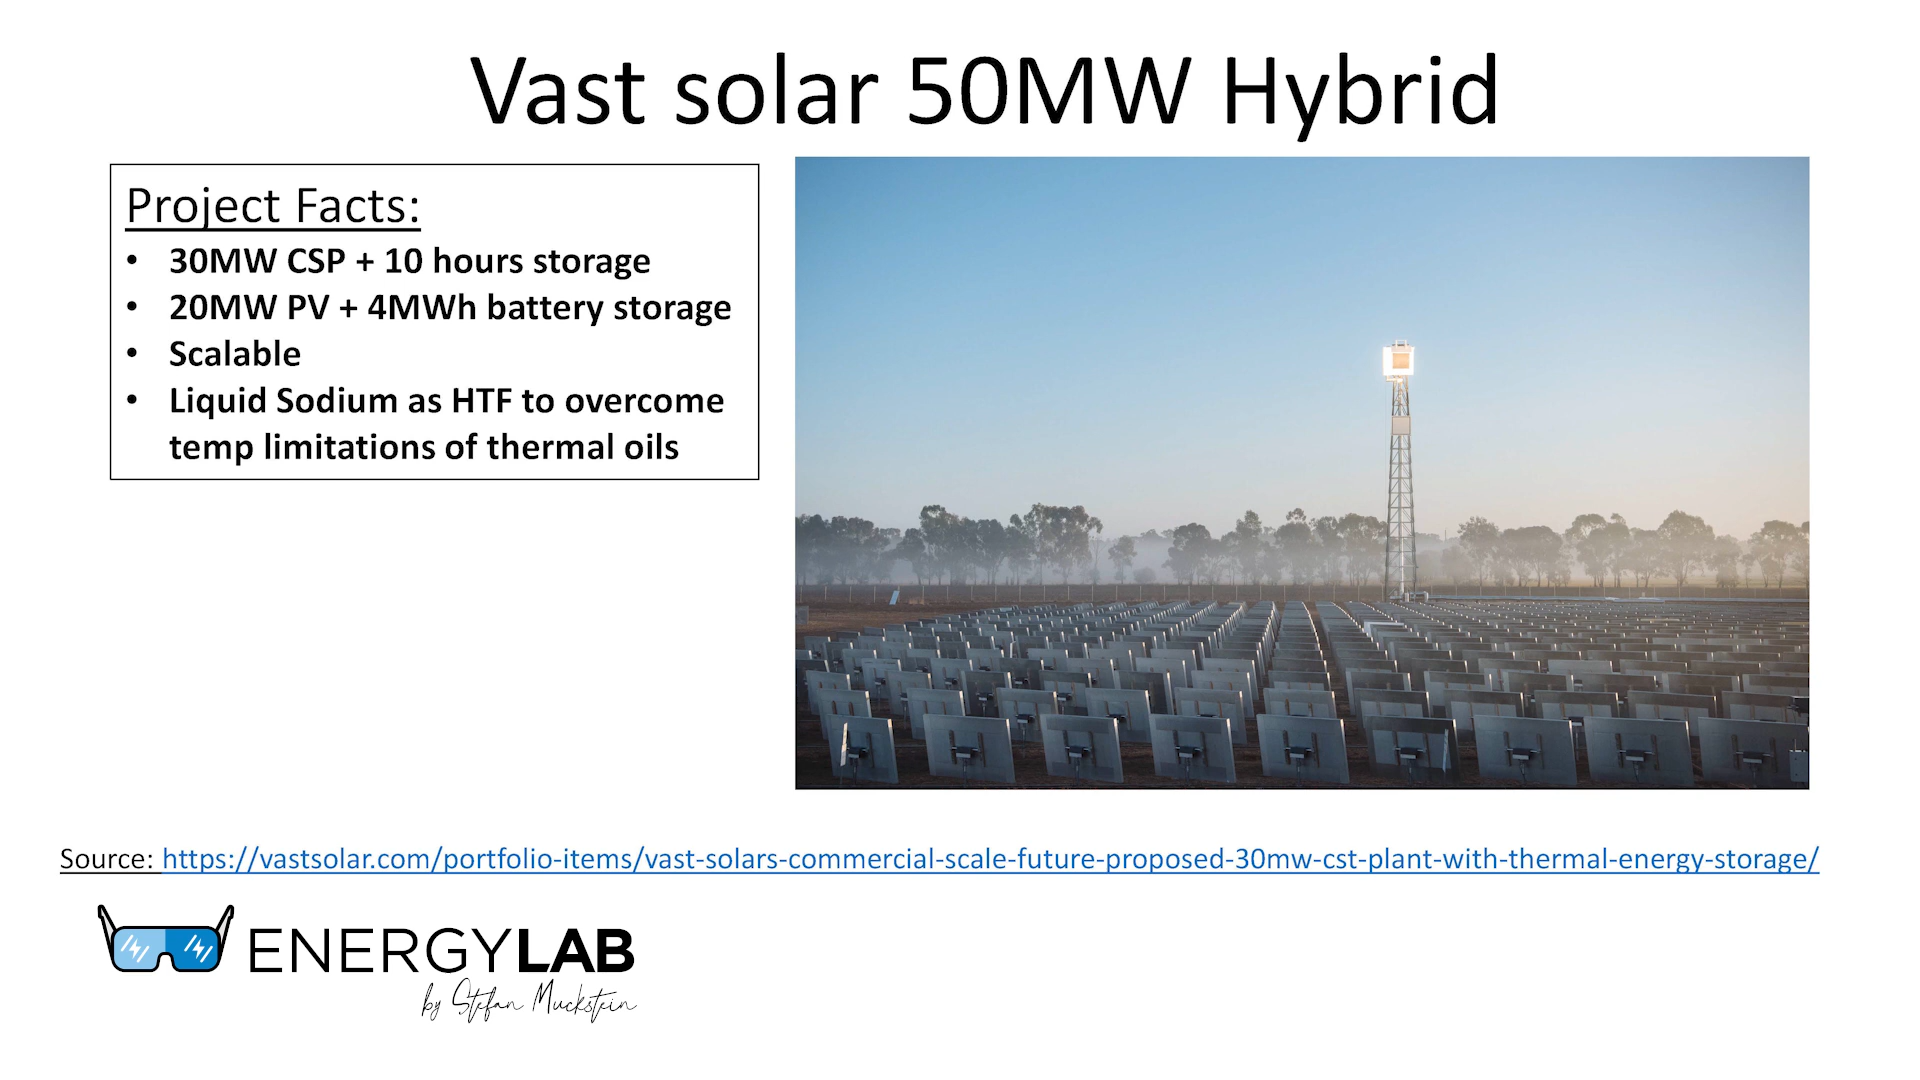 Vast solar 50MW Hybrid
Project Facts:
• 30MW CSP + 10 hours storage
• 20MW PV + 4MWh battery storage
• Scalable
• Liquid Sodium as HTF to overcome
temp limitations of thermal oils
Source: https://vastsolar.com/portfolio-items/vast-solars-commercial-scale-future-proposed-30mw-cst-plant-with-thermal-energy-storage/
ENERGYLAB
by Stefan Muckstein